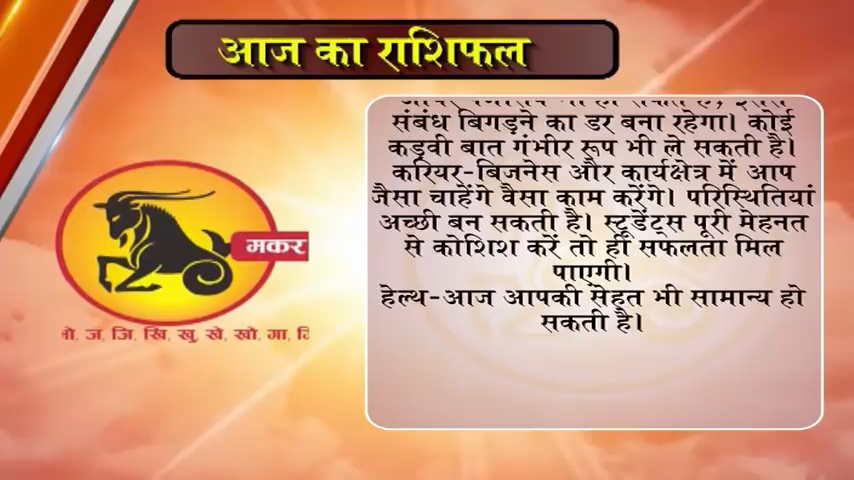 आज का राशिफल
संबंध बिगड़ने का डर बना रहेगा। कोई
कड़वी बात गंभीर रूप भी ले सकती है।
करियर-बिजनेस और कार्यक्षेत्र में आप
जैसा चाहेंगे वैसा काम करेंगे। परिस्थितियां
अच्छी बन सकती है। स्टूडेंट्स पूरी मेहनत
से कोशिश करें तो ही सफलता मिल
पाएगी।
हेल्थ-आज आपकी सेहत भी सामान्य हो
सकती है।
मकर
ज, जि, खि, खु, खे, खो, गा,